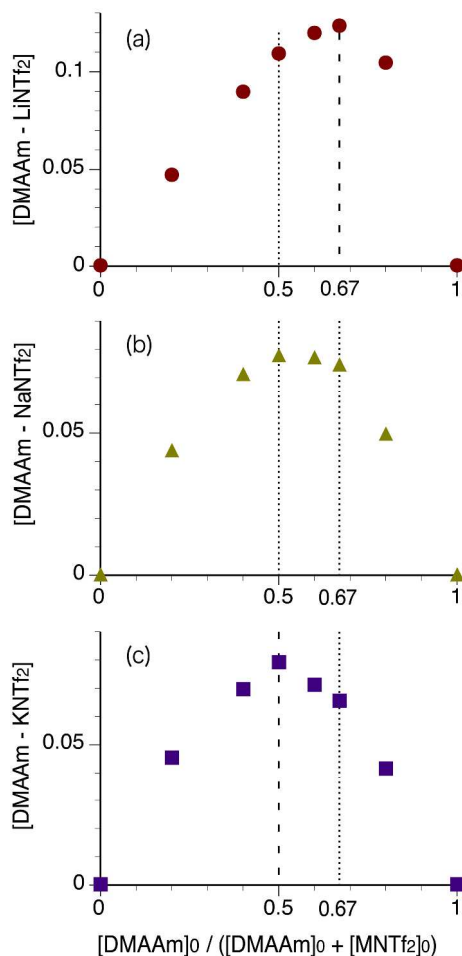 (a)
[DMAAm - LiNTf2]
0.1
0.05
0
0 0.5 0.67 1
(b)
[DMAAm - NaNTf2]
0.05
0
0 0.5 0.67 1
(c)
[DMAAm - KNTf2]
0.05
0
0 0.5 0.67 1
[DMAAm]0 / ([DMAAm]0 + [MNTf2]0)